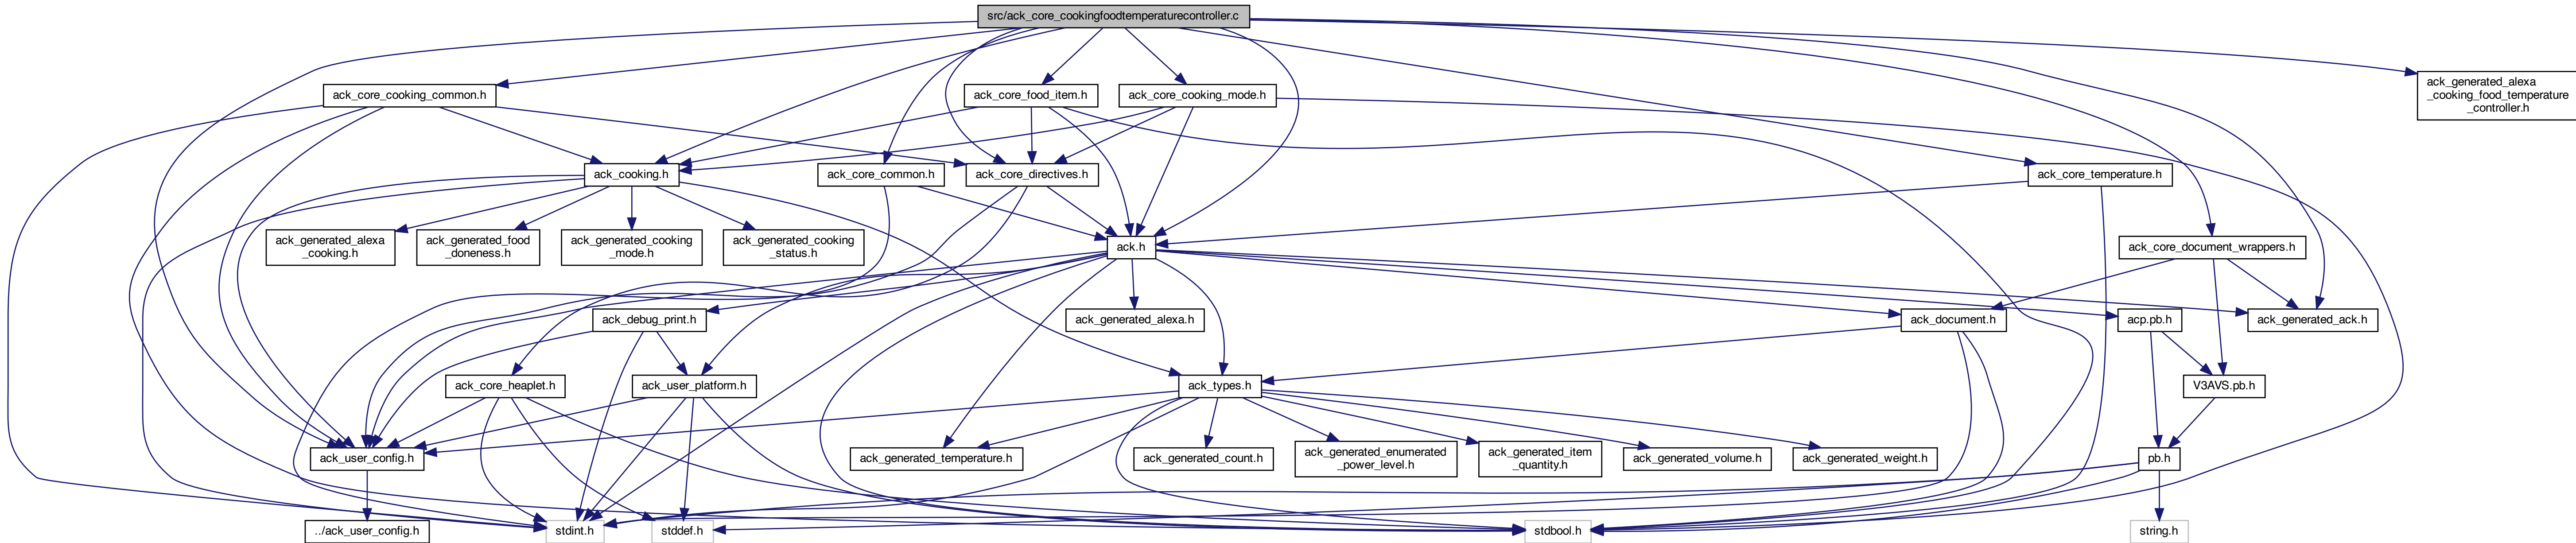 src/ack_core_cookingfoodtemperaturecontroller.c
ack_generated_alexa
_cooking_food_temperature
_controller.h
ack_core_cooking_common.h
ack_core_food_item.h
ack_core_cooking_mode.h
ack_cooking.h
ack_core_common.h
ack_core_directives.h
ack_core_temperature.h
ack_generated_alexa
_cooking.h
ack_generated_food
_doneness.h
ack_generated_cooking
_mode.h
ack_generated_cooking
_status.h
ack.h
ack_core_document_wrappers.h
ack_debug_print.h
ack_generated_alexa.h
ack_document.h
acp.pb.h
ack_generated_ack.h
ack_core_heaplet.h
ack_user_platform.h
ack_types.h
V3AVS.pb.h
ack_user_config.h
ack_generated_temperature.h
ack_generated_count.h
ack_generated_enumerated
_power_level.h
ack_generated_item
_quantity.h
ack_generated_volume.h
ack_generated_weight.h
pb.h
../ack_user_config.h
stdint.h
stddef.h
stdbool.h
string.h